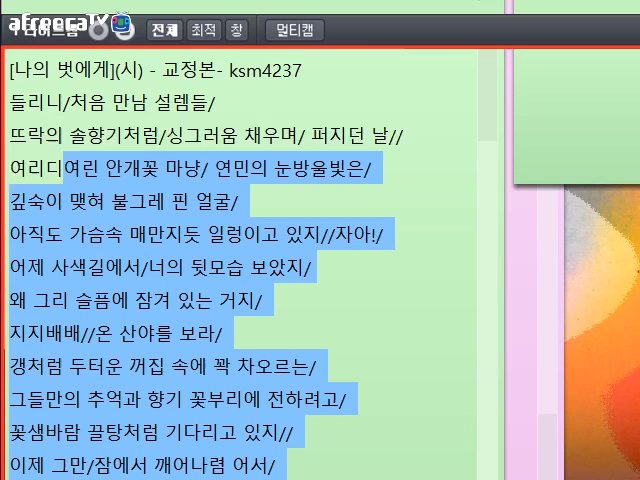 afreecaTV
전체 최적 창 멀티캠
[나의 벗에게](시) - 교정본- ksm4237
들리니/처음 만남 설렘들/
뜨락의 솔향기처럼/싱그러움 채우며/ 퍼지던 날//
여리디여린 안개꽃 마냥/ 연민의 눈방울빛은/
깊숙이 맺혀 불그레 핀 얼굴/
아직도 가슴속 매만지듯 일렁이고 있지//자아!/
어제 사색길에서/너의 뒷모습 보았지/
왜 그리 슬픔에 잠겨 있는 거지/
지지배배//온 산야를 보라/
갱처럼 두터운 꺼집 속에 꽉 차오르는/
그들만의 추억과 향기 꽃부리에 전하려고/
꽃샘바람 끌탕처럼 기다리고 있지//
이제 그만/잠에서 깨어나렴 어서/